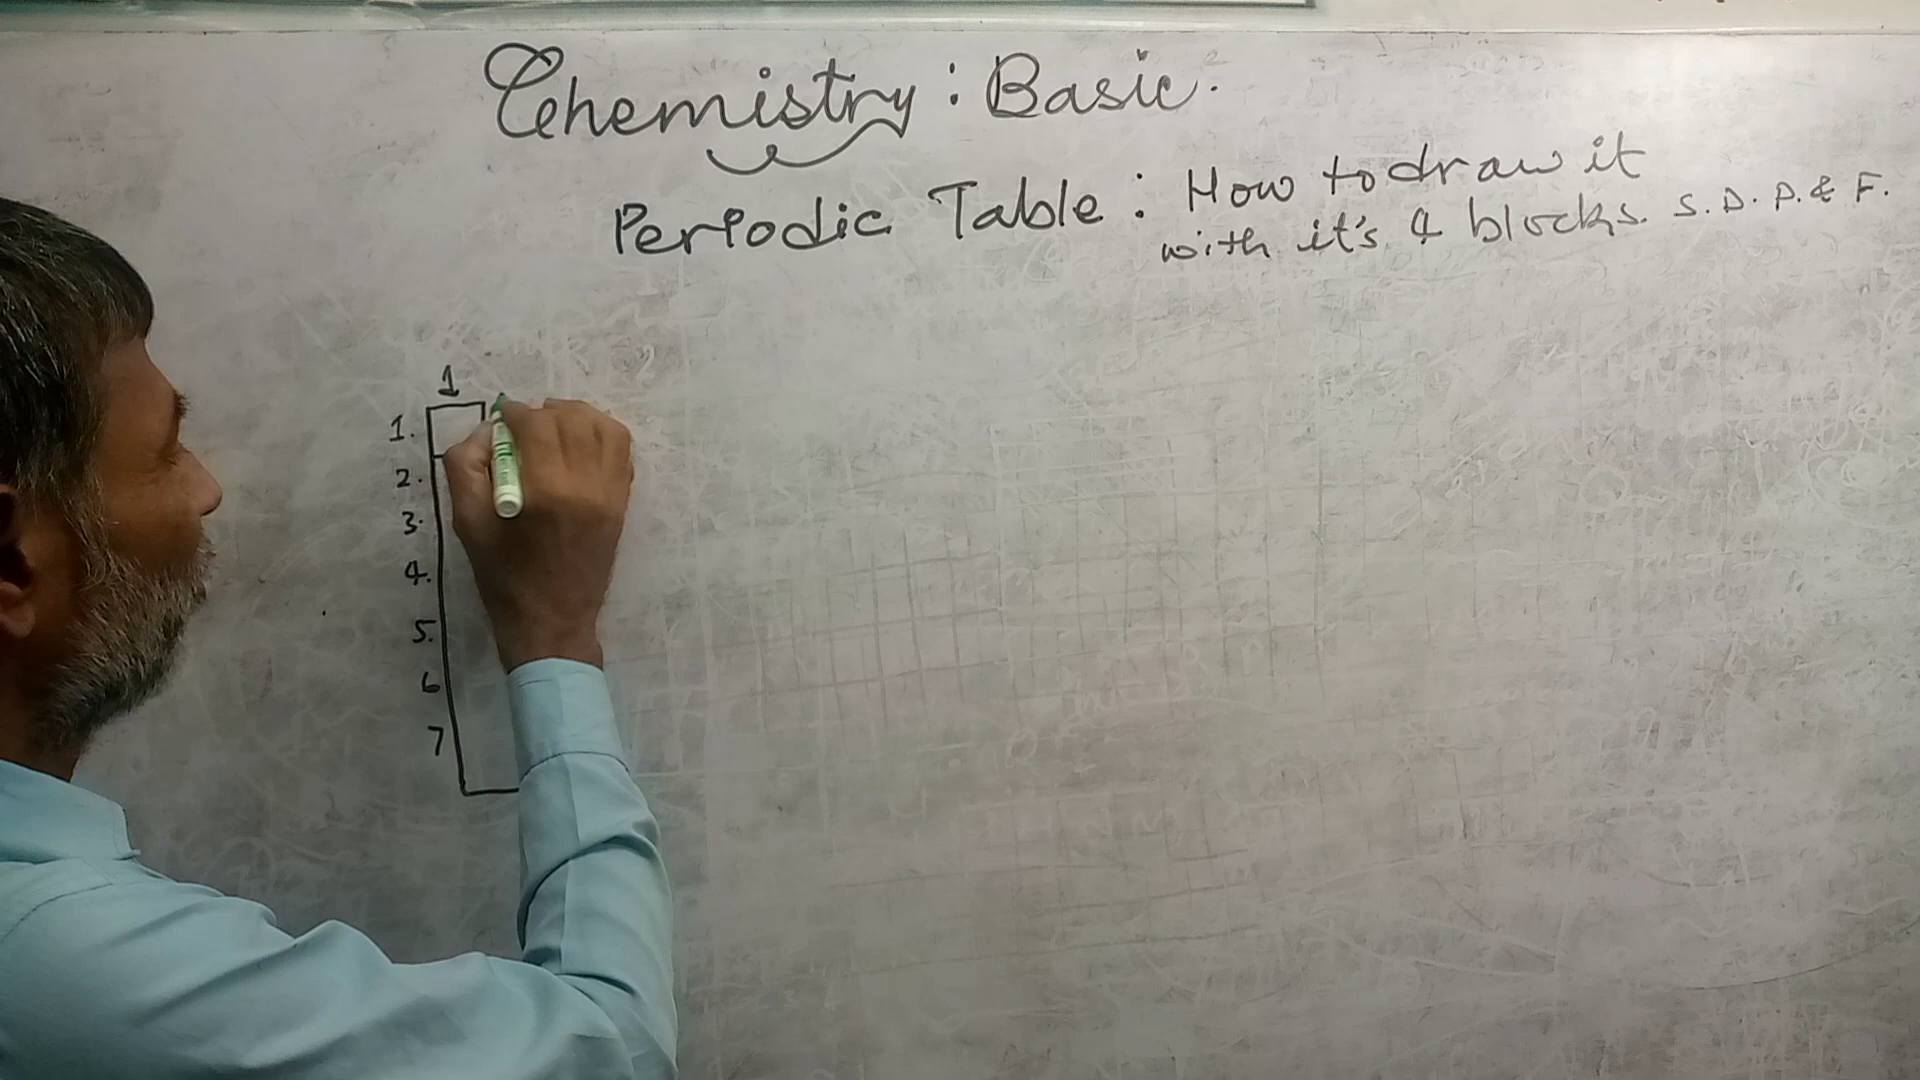 Chemistry: Basic.
Periodic Table: How to draw it
with it's 4 blocks. S. D. P. & F.
1
1.
2.
3.
4.
5.
6
7